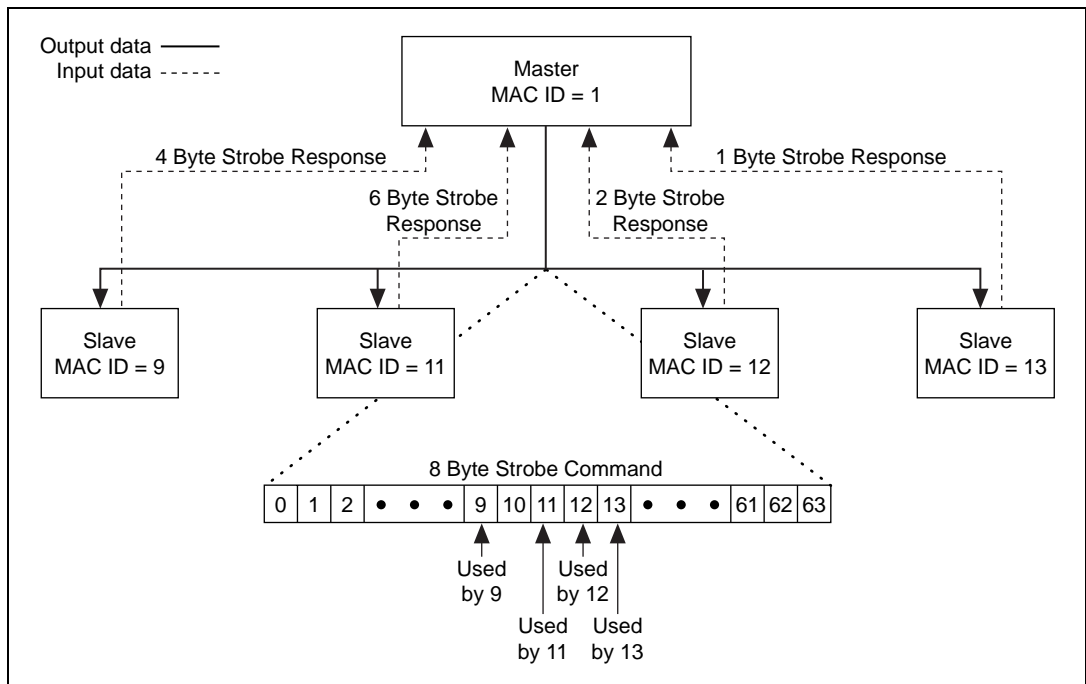 Output data
Input data
Master
MAC ID = 1
4 Byte Strobe Response
1 Byte Strobe Response
6 Byte Strobe
Response
2 Byte Strobe
Response
Slave
MAC ID = 9
Slave
MAC ID = 11
Slave
MAC ID = 12
Slave
MAC ID = 13
8 Byte Strobe Command
0 1 2 • • • 9 10 11 12 13 • • • 61 62 63
Used
by 9
Used
by 12
Used
by 11
Used
by 13